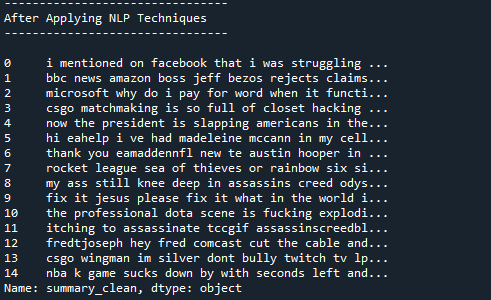 --------------------------------
After Applying NLP Techniques
--------------------------------
0 i mentioned on facebook that i was struggling ...
1 bbc news amazon boss jeff bezos rejects claims...
2 microsoft why do i pay for word when it functi...
3 csgo matchmaking is so full of closet hacking ...
4 now the president is slapping americans in the...
5 hi eahelp i ve had madeleine mccann in my cell...
6 thank you eamaddennfl new te austin hooper in ...
7 rocket league sea of thieves or rainbow six si...
8 my ass still knee deep in assassins creed odys...
9 fix it jesus please fix it what in the world i...
10 the professional dota scene is fucking explodi...
11 itching to assassinate tccgif assassinscreedbl...
12 fredtjoseph hey fred comcast cut the cable and...
13 csgo wingman im silver dont bully twitch tv lp...
14 nba k game sucks down by with seconds left and...
Name: summary_clean, dtype: object